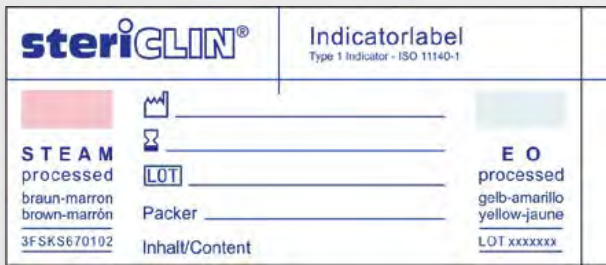 steriCLIN®
Indicatorlabel
Type 1 Indicator - ISO 11140-1
STEAM
processed
braun-marron
brown-marrón
3FSKS670102
LOT
Packer
Inhalt/Content
EO
processed
gelb-amarillo
yellow-jaune
LOT xxxxxxx